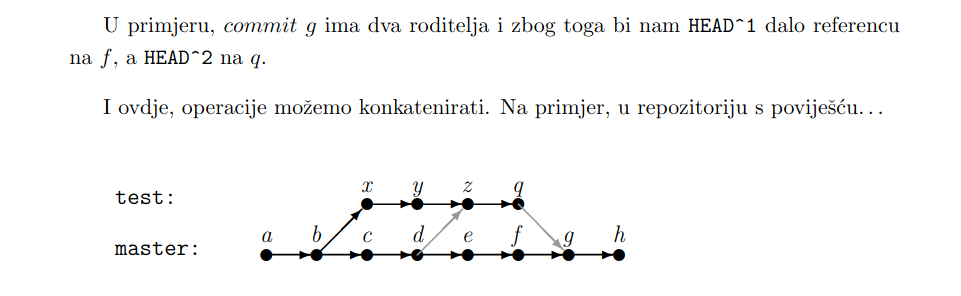 U primjeru, commit g ima dva roditelja i zbog toga bi nam HEAD^1 dalo referencu
na f, a HEAD^2 na q.
I ovdje, operacije možemo konkatenirati. Na primjer, u repozitoriju s poviješću...
x y z q
test:
a b c d e f g h
master: